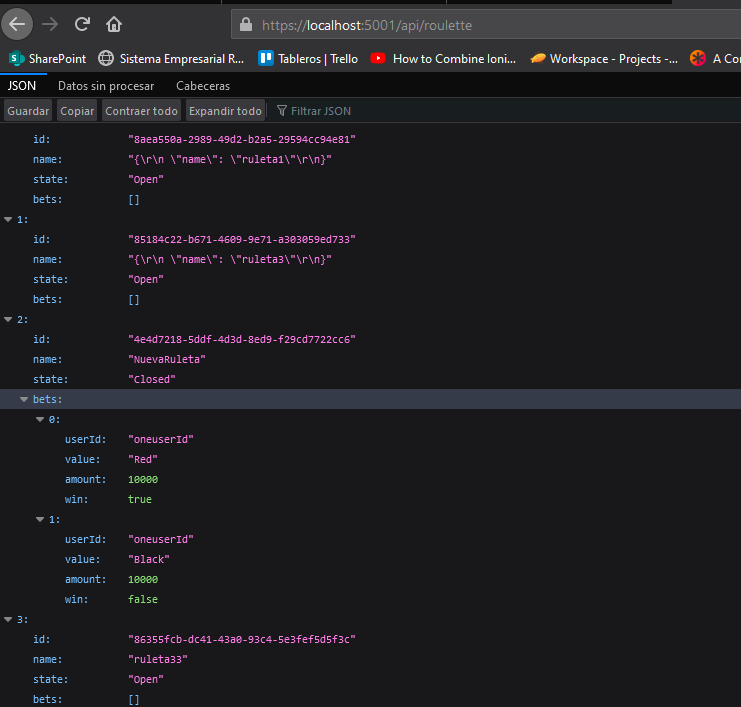 https://localhost:5001/api/roulette
SharePoint Sistema Empresarial R... Tableros | Trello How to Combine Ioni... Workspace - Projects -... A Co
JSON Datos sin procesar Cabeceras
Guardar Copiar Contraer todo Expandir todo Filtrar JSON
id: "8aea550a-2989-49d2-b2a5-29594cc94e81"
name: "{\r\n \"name\": \"ruleta1\"\r\n}"
state: "Open"
bets: []
1:
id: "85184c22-b671-4609-9e71-a303059ed733"
name: "{\r\n \"name\": \"ruleta3\"\r\n}"
state: "Open"
bets: []
2:
id: "4e4d7218-5ddf-4d3d-8ed9-f29cd7722cc6"
name: "NuevaRuleta"
state: "Closed"
bets:
0:
userId: "oneuserId"
value: "Red"
amount: 10000
win: true
1:
userId: "oneuserId"
value: "Black"
amount: 10000
win: false
3:
id: "86355fcb-dc41-43a0-93c4-5e3fef5d5f3c"
name: "ruleta33"
state: "Open"
bets: []